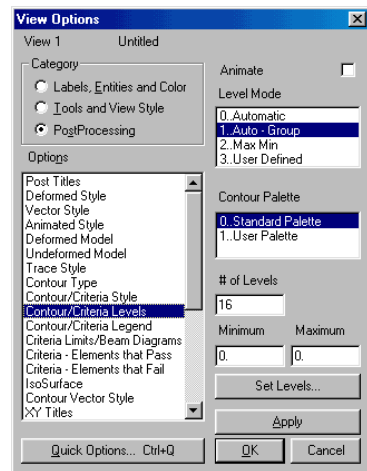 View Options
View 1 Untitled
Category
Labels, Entities and Color
Tools and View Style
PostProcessing
Options
Post Titles
Deformed Style
Vector Style
Animated Style
Deformed Model
Undeformed Model
Trace Style
Contour Type
Contour/Criteria Style
Contour/Criteria Levels
Contour/Criteria Legend
Criteria Limits/Beam Diagrams
Criteria - Elements that Pass
Criteria - Elements that Fail
IsoSurface
Contour Vector Style
XY Titles
Quick Options... Ctrl+Q
Animate
Level Mode
0..Automatic
1..Auto - Group
2..Max Min
3..User Defined
Contour Palette
0..Standard Palette
1..User Palette
# of Levels
16
Minimum Maximum
0. 0.
Set Levels...
Apply
OK Cancel